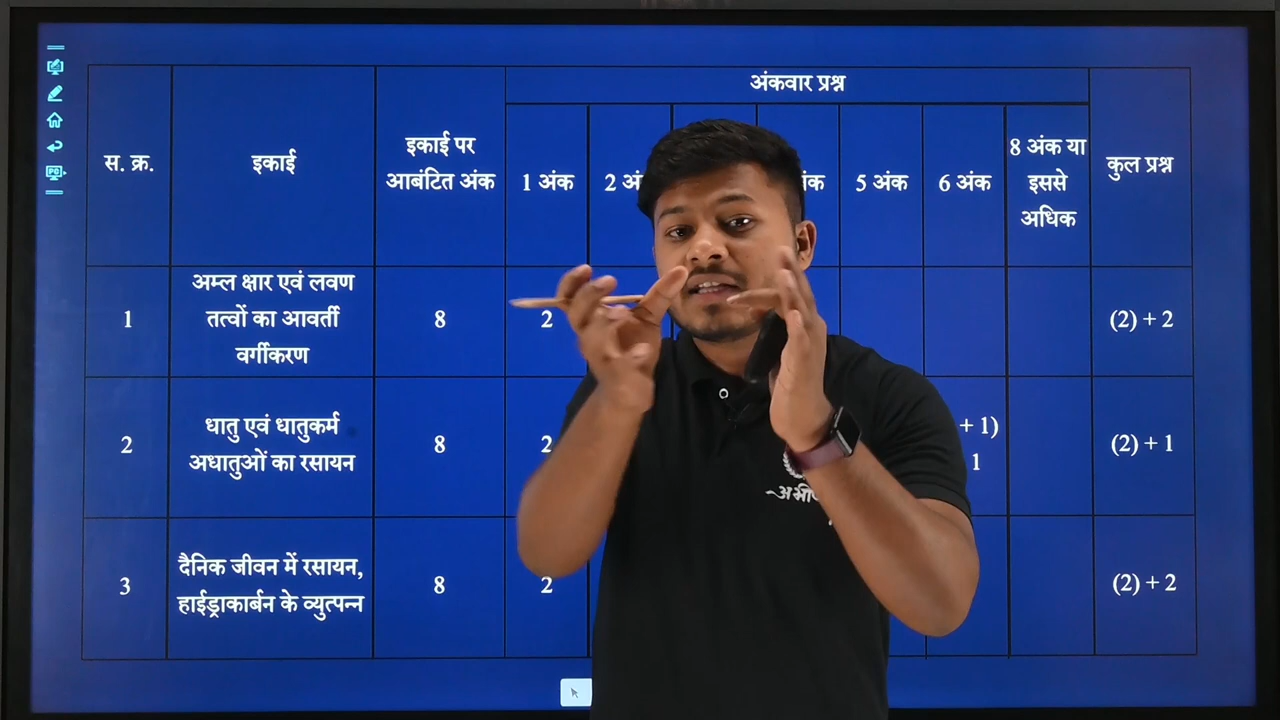 अंकवार प्रश्न
स. क्र.
इकाई
इकाई पर
आबंटित अंक
1 अंक
2
5 अंक
6 अंक
8 अंक या
इससे
अधिक
कुल प्रश्न
1
अम्ल क्षार एवं लवण
तत्वों का आवर्ती
वर्गीकरण
8
2
(2) + 2
2
धातु एवं धातुकर्म
अधातुओं का रसायन
8
2
+ 1)
1
(2) + 1
3
दैनिक जीवन में रसायन,
हाईड्राकार्बन के व्युत्पन्न
8
2
(2) + 2